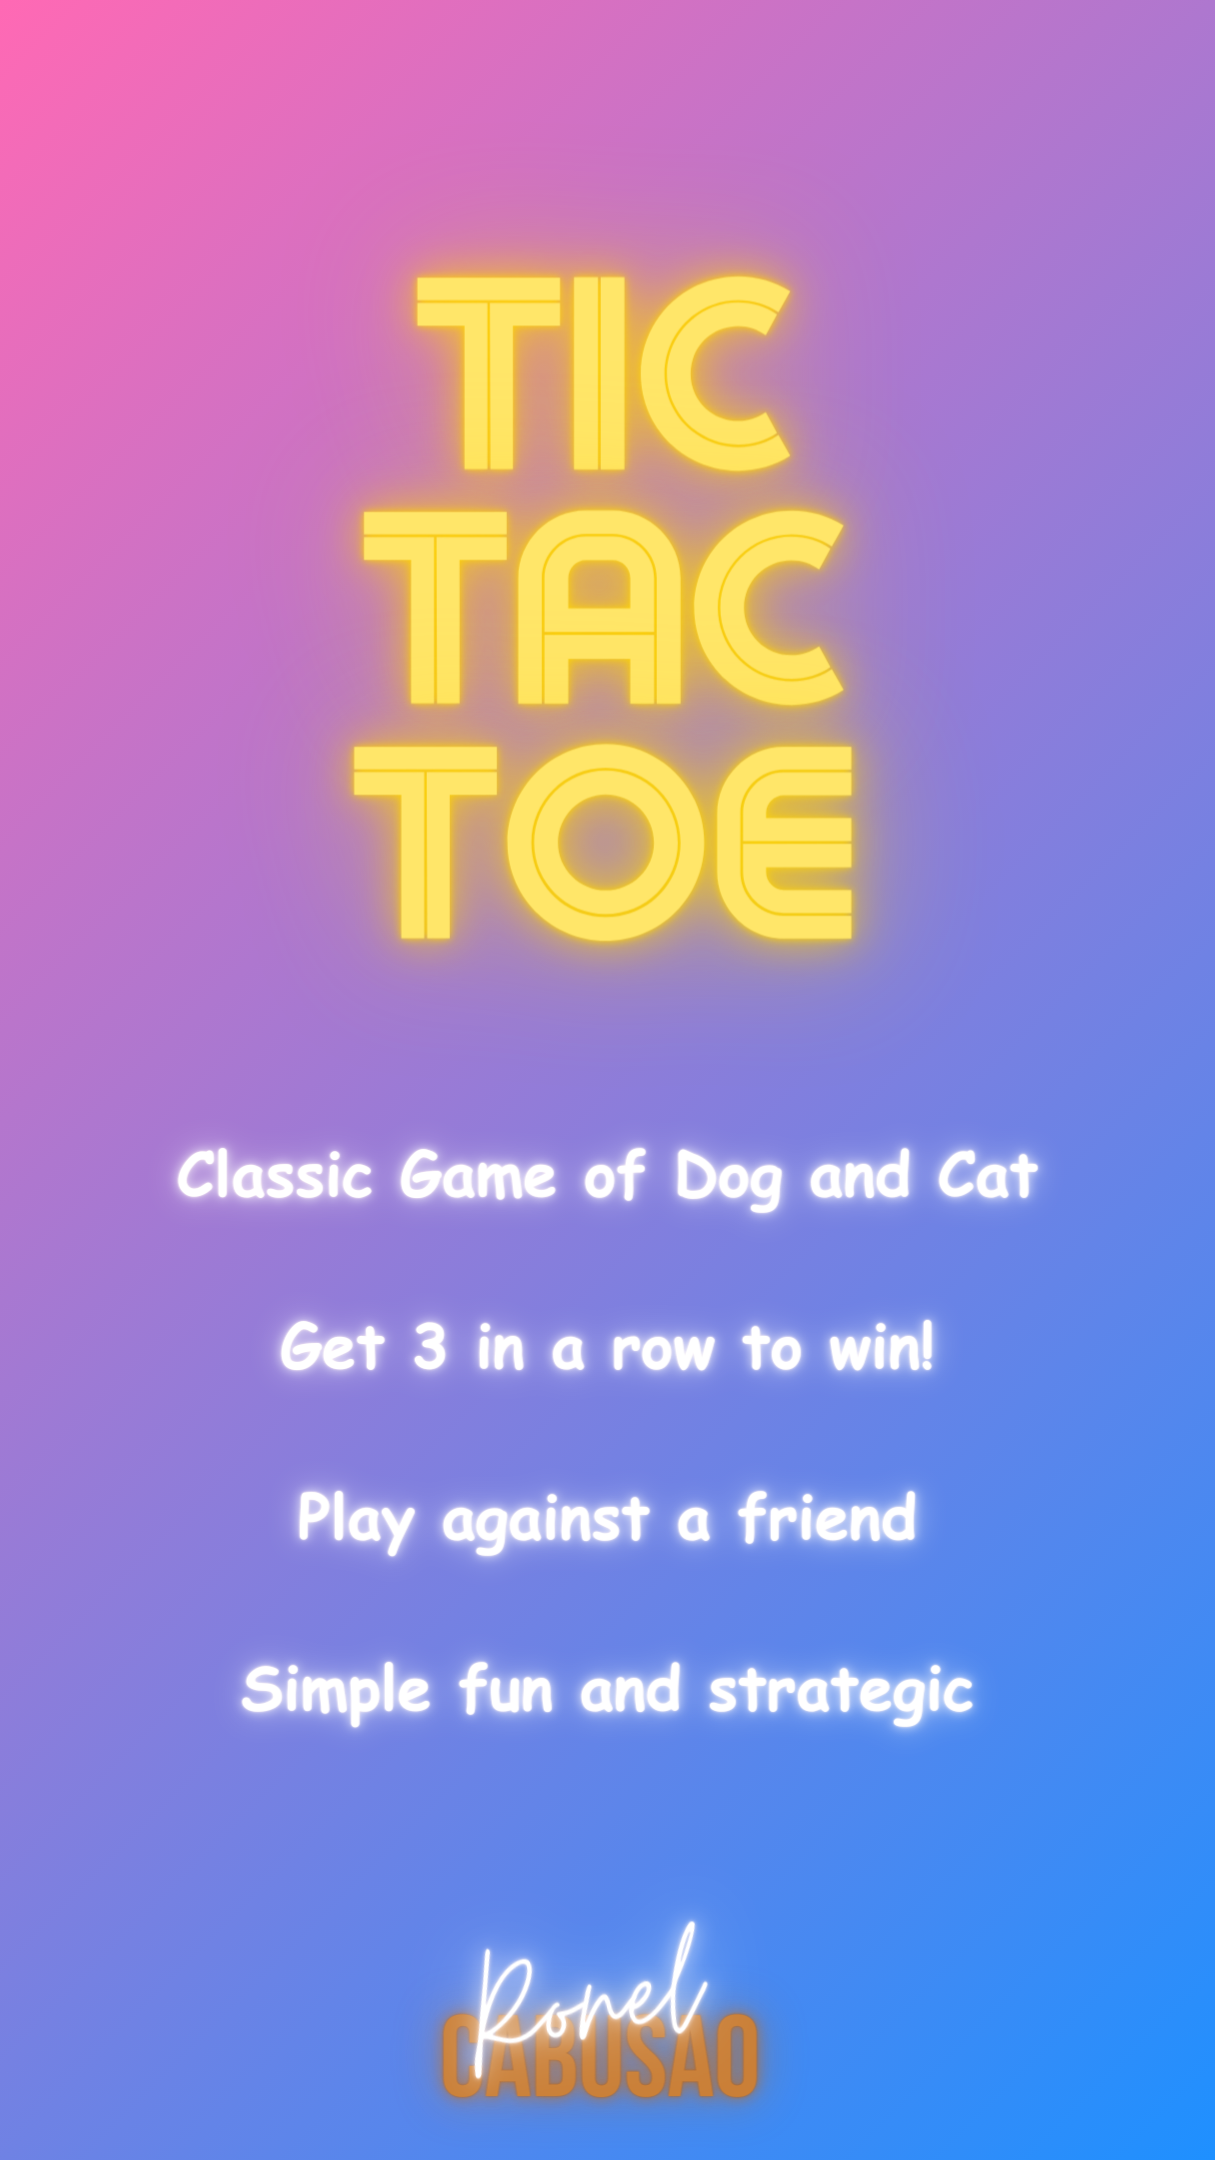 TIC
TAC
TOE
Classic Game of Dog and Cat
Get 3 in a row to win!
Play against a friend
Simple fun and strategic
Ronel
CABUSAO